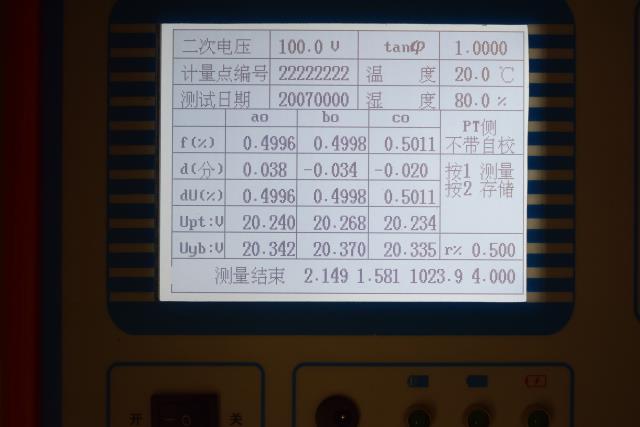 二次电压 100.0 V tanφ 1.0000
计量点编号 22222222 温 度 20.0 ℃
测试日期 20070000 湿 度 80.0 %
ao bo co
PT侧
f(%) 0.4996 0.4998 0.5011 不带自校
d(分) 0.038 -0.034 -0.020 按1 测量
按2 存储
dU(%) 0.4996 0.4998 0.5011
Upt:V 20.240 20.268 20.234
Uyb:V 20.342 20.370 20.335 r% 0.500
测量结束 2.149 1.581 1023.9 4.000
开 关